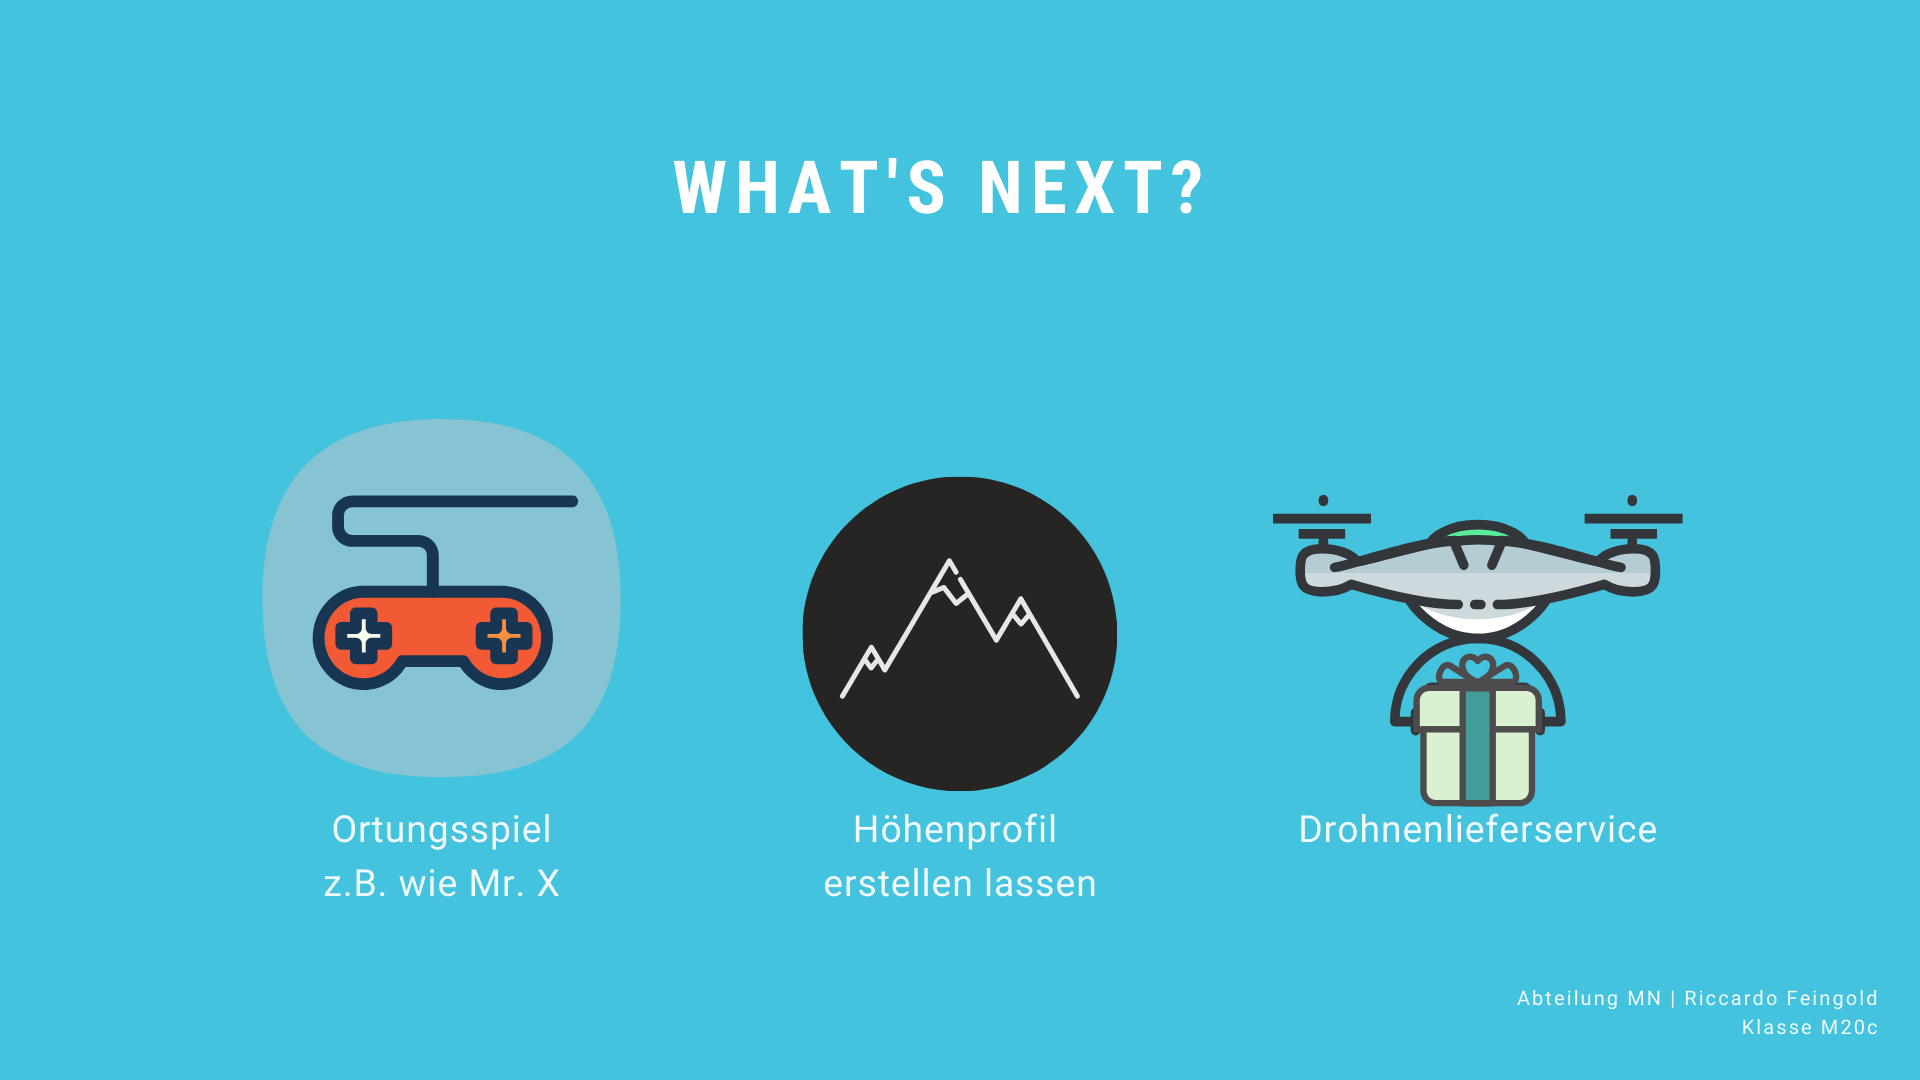 WHAT'S NEXT?
Ortungsspiel
z.B. wie Mr. X
Höhenprofil
erstellen lassen
Drohnenlieferservice
Abteilung MN | Riccardo Feingold
Klasse M20c